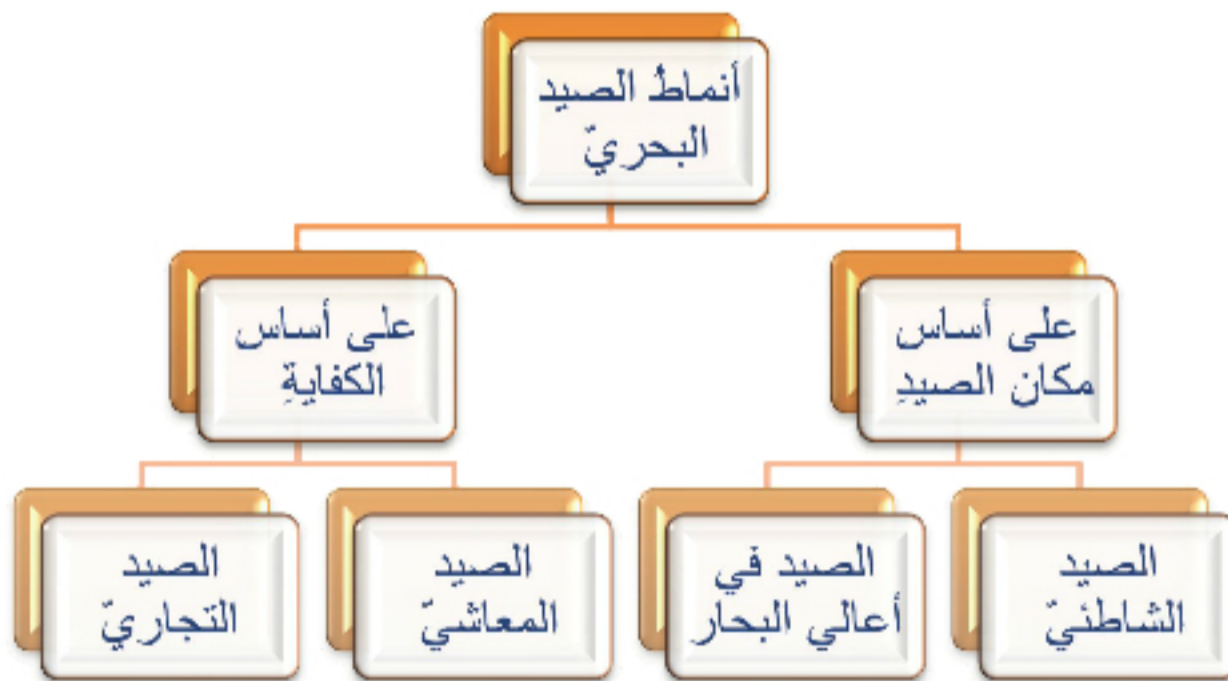 أنماطُ الصيد
البحريّ
على أساس
مكان الصيدِ
على أساس
الكفايةِ
الصيد
الشاطئيّ
الصيد في
أعالي البحار
الصيد
المعاشيّ
الصيد
التجاريّ